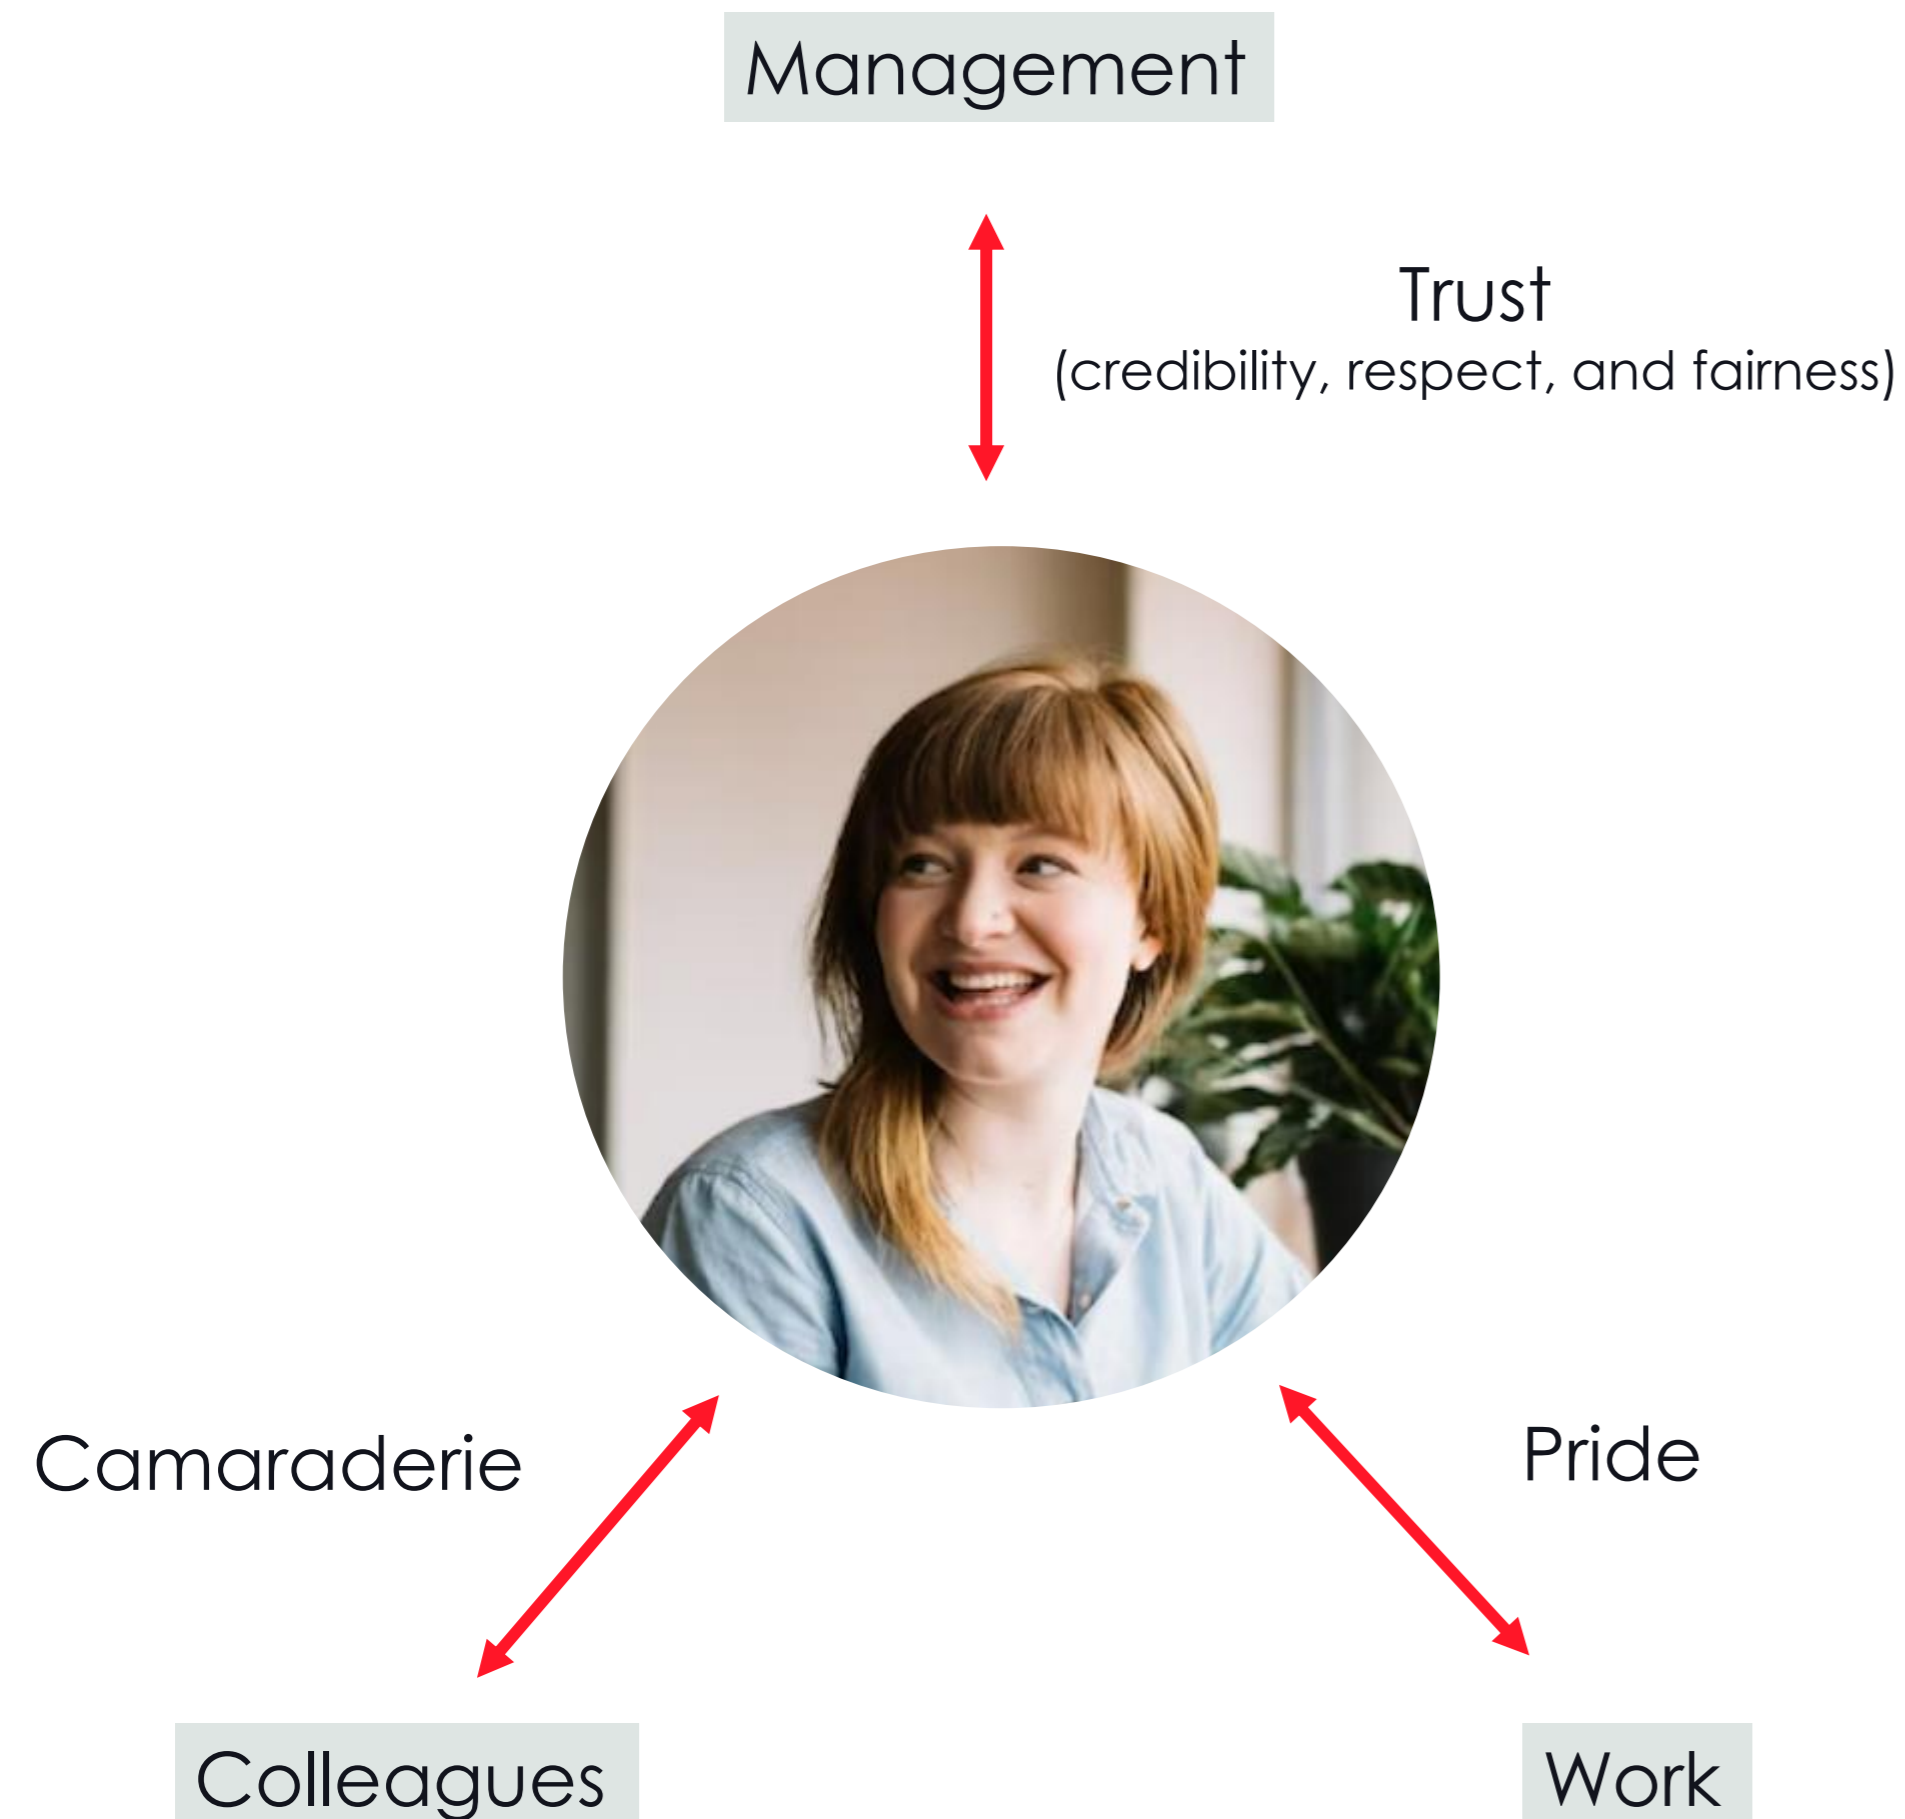 Management
Trust
(credibility, respect, and fairness)
Camaraderie
Pride
Colleagues
Work